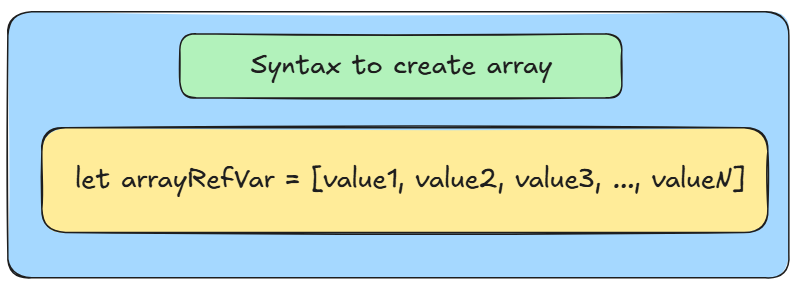 Syntax to create array
let arrayRefVar = [value1, value2, value3, ..., valueN]